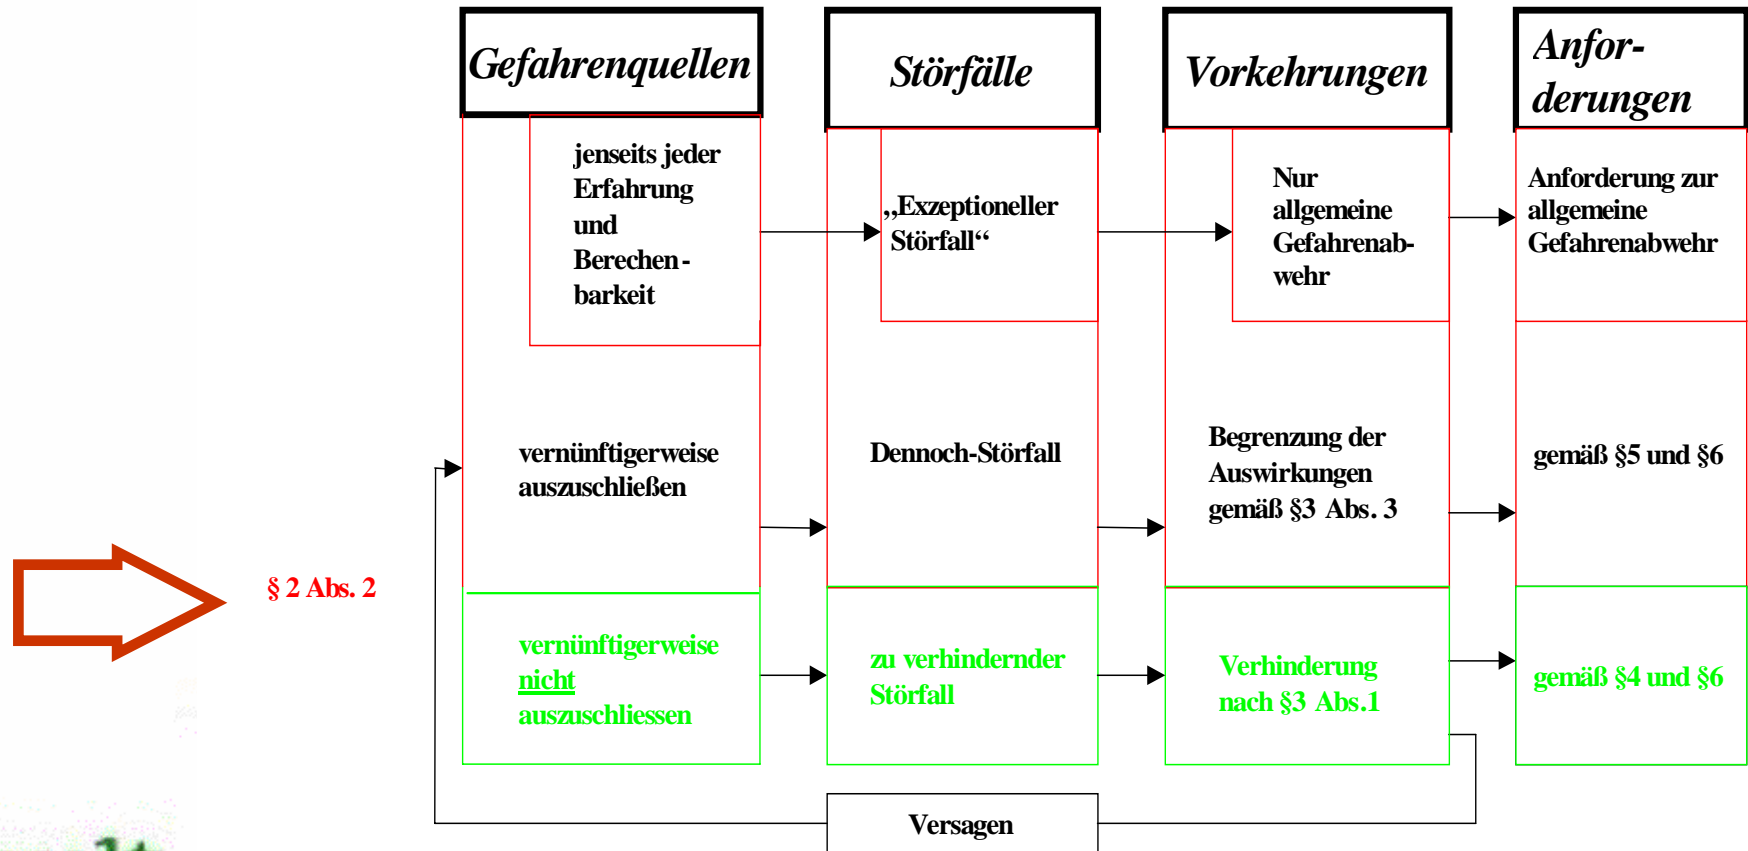 Gefahrenquellen
Störfälle
Vorkehrungen
Anfor-
derungen
jenseits jeder
Erfahrung
und
Berechen-
barkeit
„Exzeptioneller
Störfall“
Nur
allgemeine
Gefahrenab-
wehr
Anforderung zur
allgemeine
Gefahrenabwehr
vernünftigerweise
auszuschließen
Dennoch-Störfall
Begrenzung der
Auswirkungen
gemäß §3 Abs. 3
gemäß §5 und §6
§ 2 Abs. 2
vernünftigerweise
nicht
auszuschliessen
zu verhindernder
Störfall
Verhinderung
nach §3 Abs.1
gemäß §4 und §6
Versagen